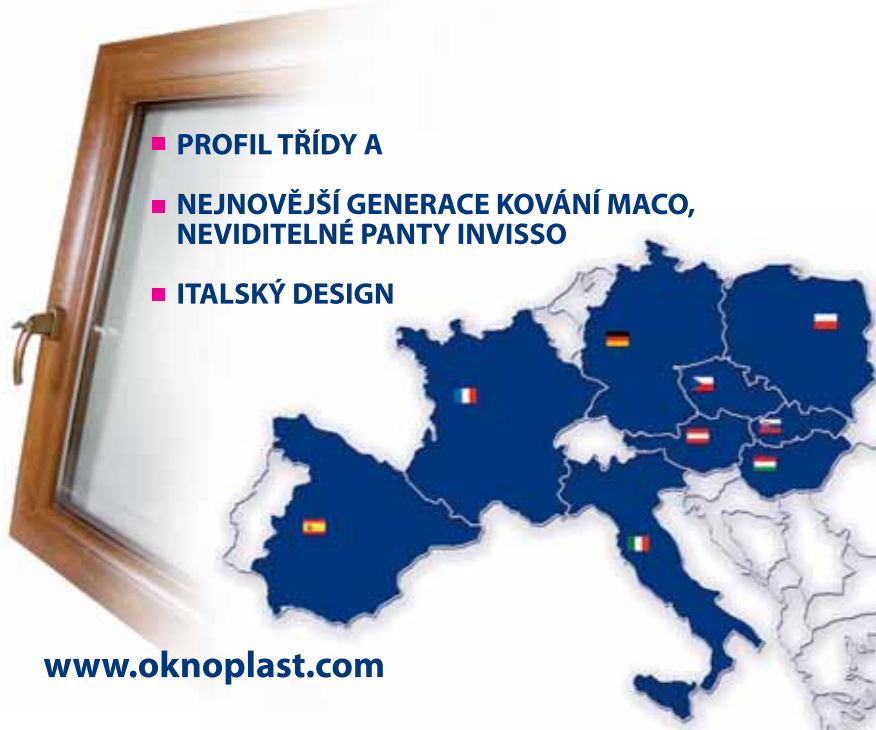 PROFIL TŘÍDY A
NEJNOVĚJŠÍ GENERACE KOVÁNÍ MACO,
NEVIDITELNÉ PANTY INVISSO
ITALSKÝ DESIGN
www.oknoplast.com